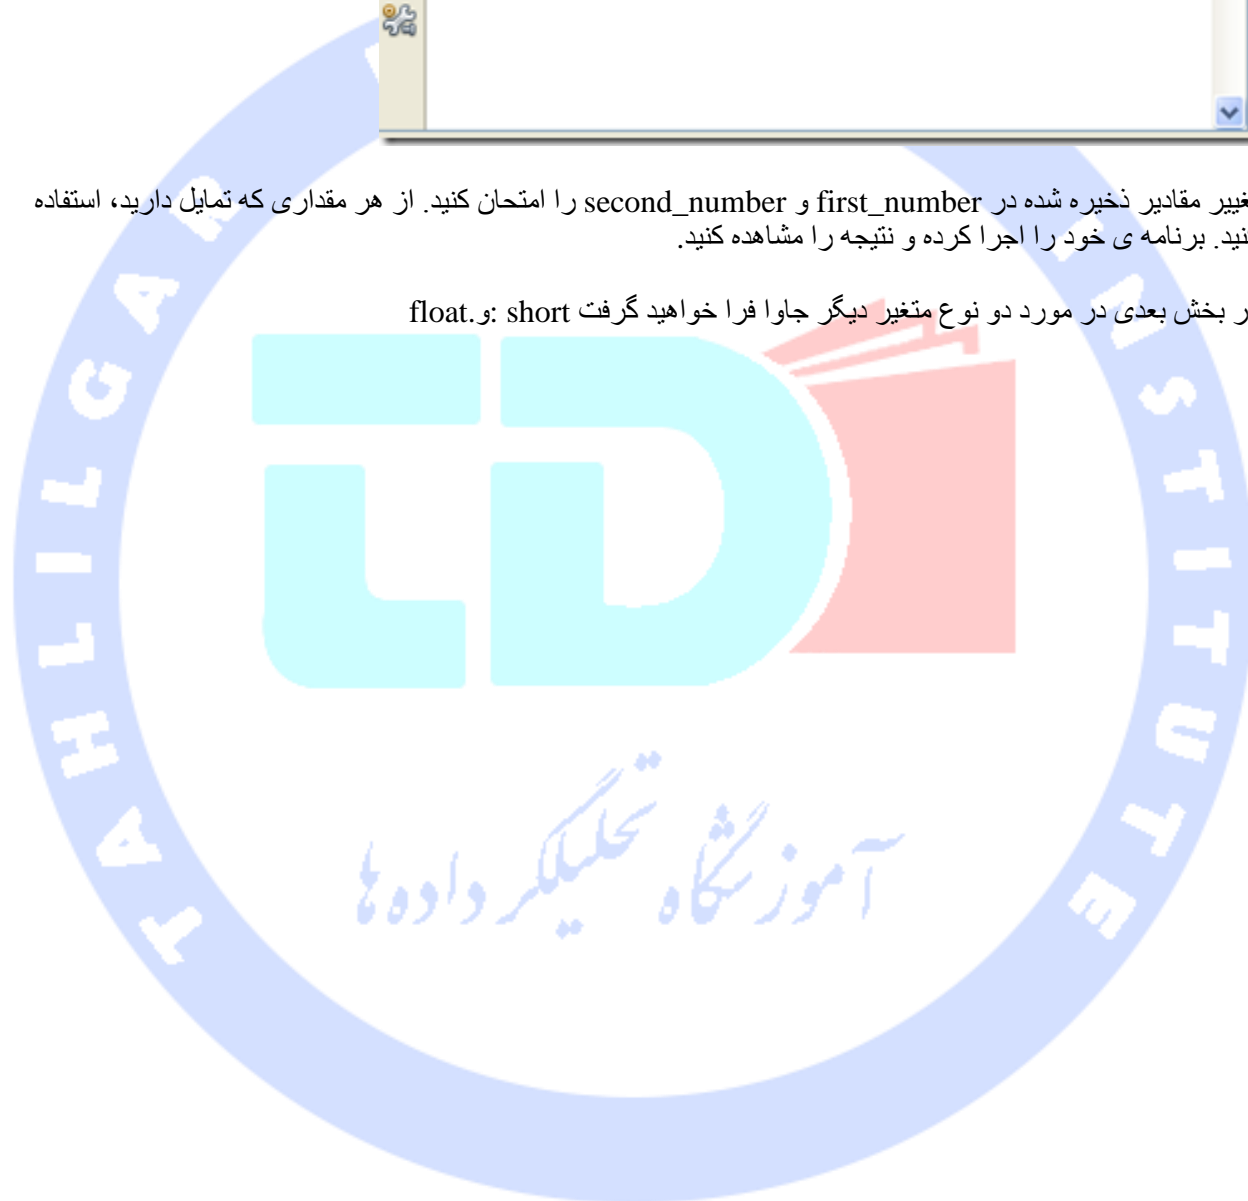 غییر مقادیر ذخیره شده در first_number و second_number را امتحان کنید. از هر مقداری که تمایل دارید، استفاده
نید. برنامه ی خود را اجرا کرده و نتیجه را مشاهده کنید.
ر بخش بعدی در مورد دو نوع متغیر دیگر جاوا فرا خواهید گرفت short :و.float
TAHLILGAR
INSTITUTE
آموزشگاه تحلیلگر داده ها